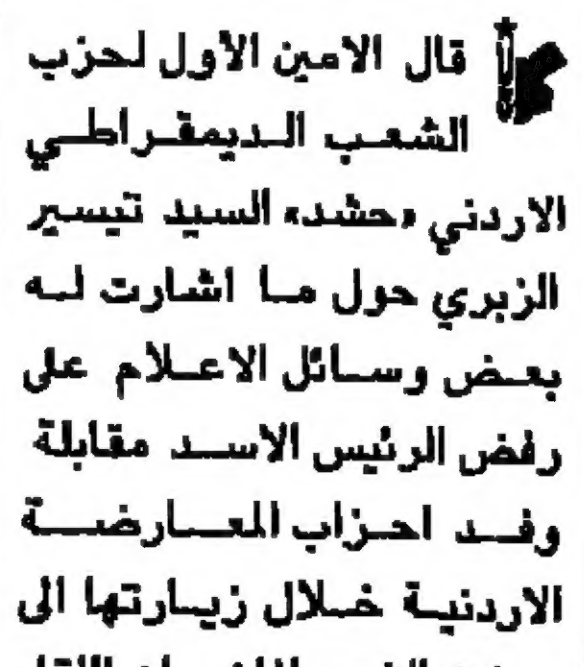 قال الامين الأول لحزب
الشعب الديمقراطي
الاردني «حشد» السيد تيسير
الزبري حول ما اشارت له
بعض وسائل الاعلام على
رفض الرئيس الاسد مقابلة
وفد احزاب المعارضة
الاردنية خلال زيارتها الى